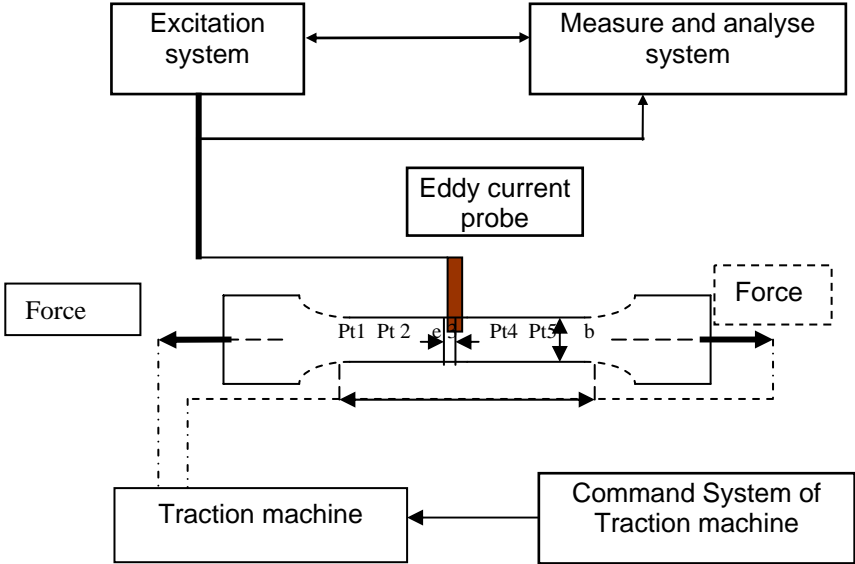 Excitation
system
Measure and analyse
system
Eddy current
probe
Force
Force
Pt1 Pt 2 e 3 Pt4 Pt5 b
Traction machine
Command System of
Traction machine